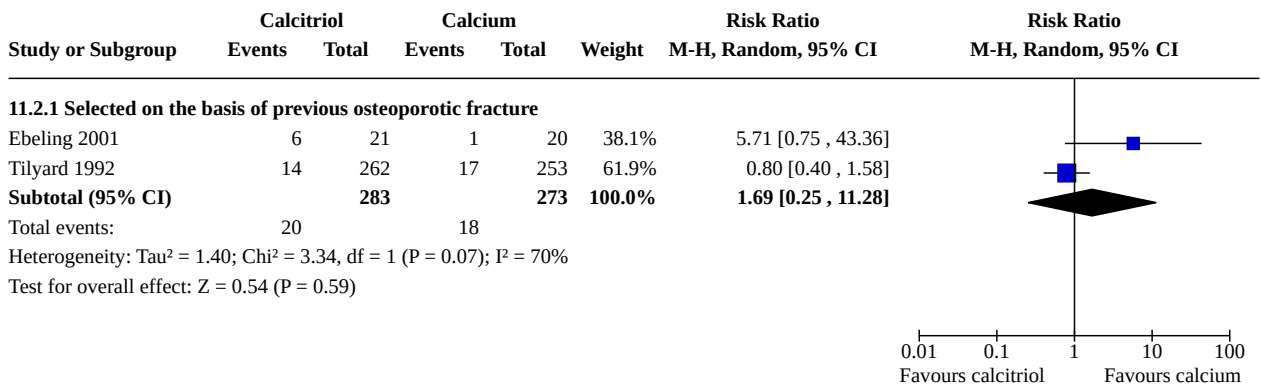 Calcitriol Calcium Risk Ratio Risk Ratio
Study or Subgroup Events Total Events Total Weight M-H, Random, 95% CI M-H, Random, 95% CI
11.2.1 Selected on the basis of previous osteoporotic fracture
Ebeling 2001 6 21 1 20 38.1% 5.71 [0.75 , 43.36]
Tilyard 1992 14 262 17 253 61.9% 0.80 [0.40 , 1.58]
Subtotal (95% CI) 283 273 100.0% 1.69 [0.25 , 11.28]
Total events: 20 18
Heterogeneity: Tau² = 1.40; Chi² = 3.34, df = 1 (P = 0.07); I² = 70%
Test for overall effect: Z = 0.54 (P = 0.59)
0.01 0.1 1 10 100
Favours calcitriol Favours calcium